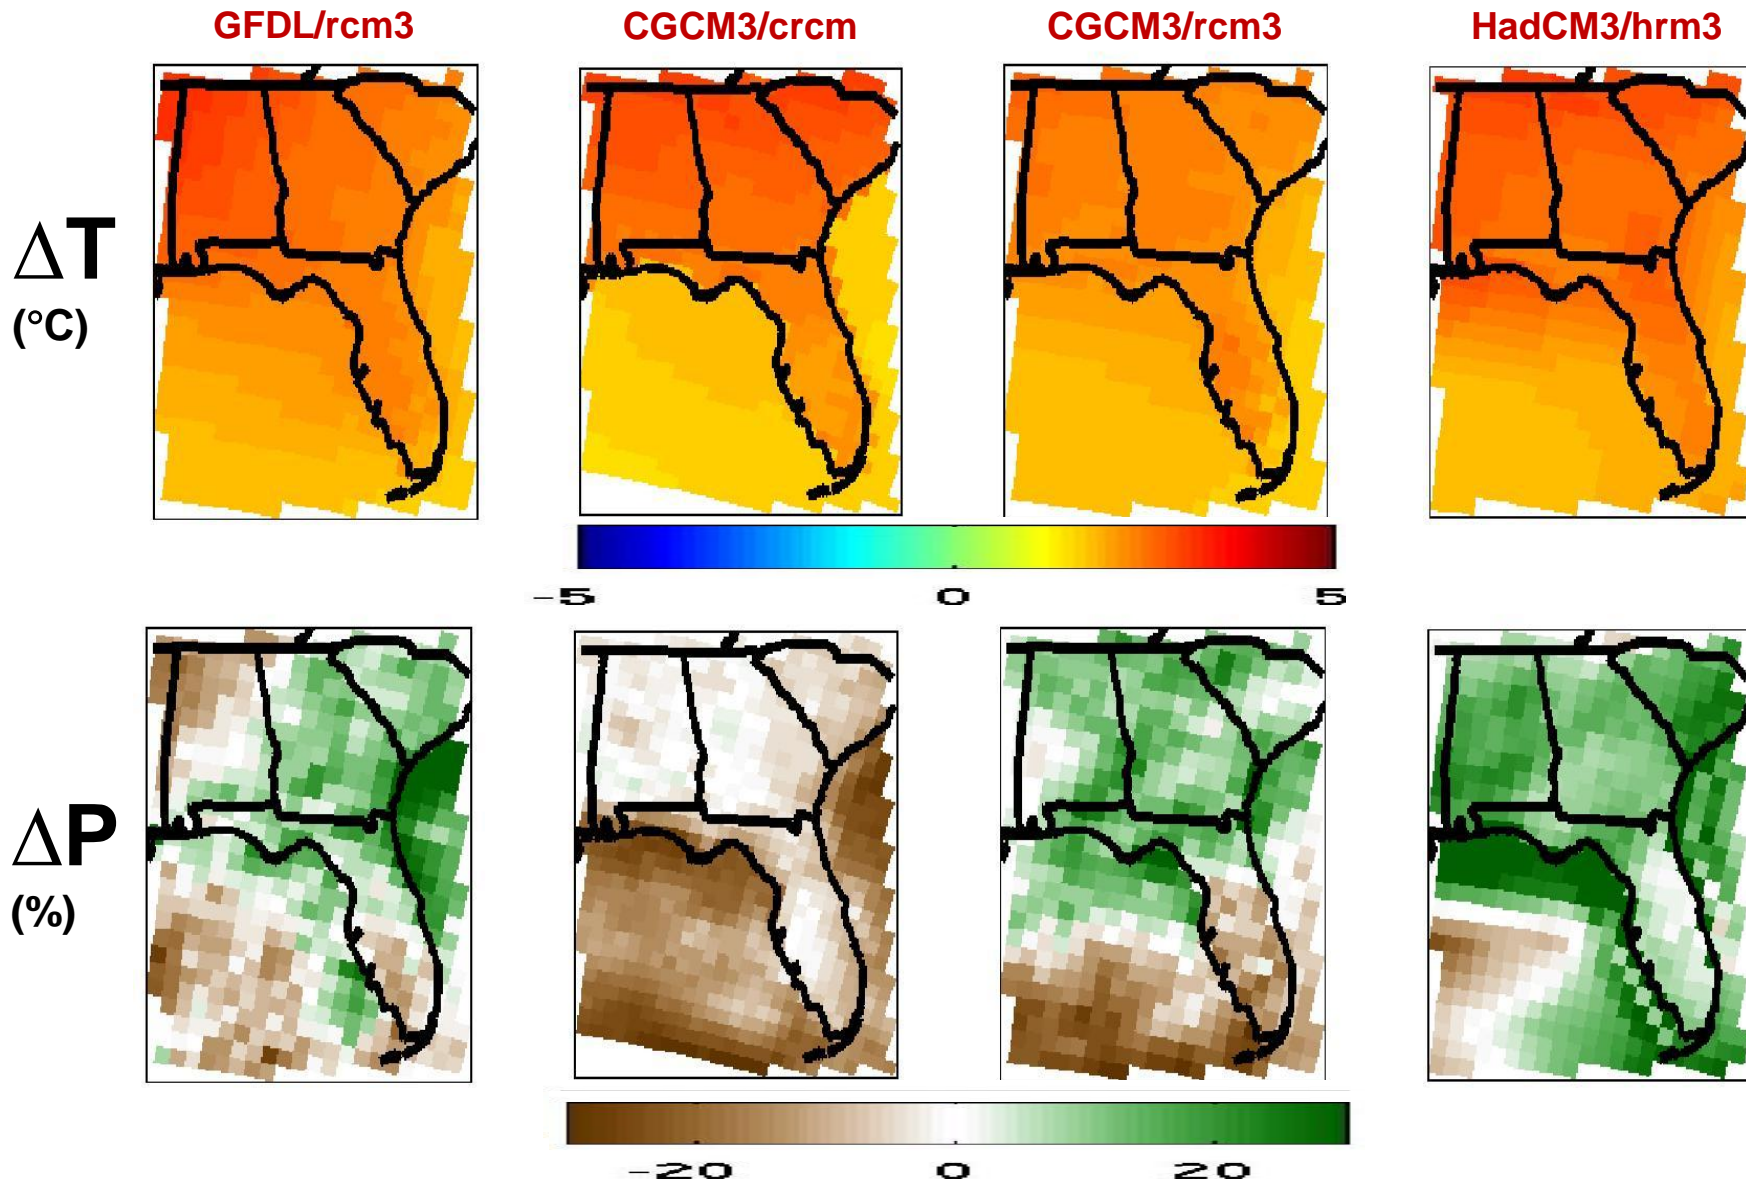 GFDL/rcm3 CGCM3/crcm CGCM3/rcm3 HadCM3/hrm3
ΔT
(°C)
-5 0 5
ΔP
(%)
-20 0 20